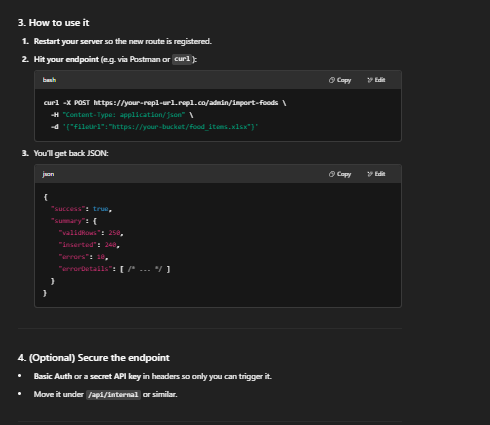 3. How to use it
1. Restart your server so the new route is registered.
2. Hit your endpoint (e.g. via Postman or curl):
bash
Copy Edit
curl -X POST https://your-repl-url.repl.co/admin/import-foods \
-H "Content-Type: application/json" \
-d '{"fileUrl":"https://your-bucket/food_items.xlsx"}'
3. You'll get back JSON:
json
Copy Edit
{
"success": true,
"summary": {
"validRows": 250,
"inserted": 240,
"errors": 10,
"errorDetails": [ /* ... */ ]
}
}
4. (Optional) Secure the endpoint
• Basic Auth or a secret API key in headers so only you can trigger it.
• Move it under /api/internal or similar.